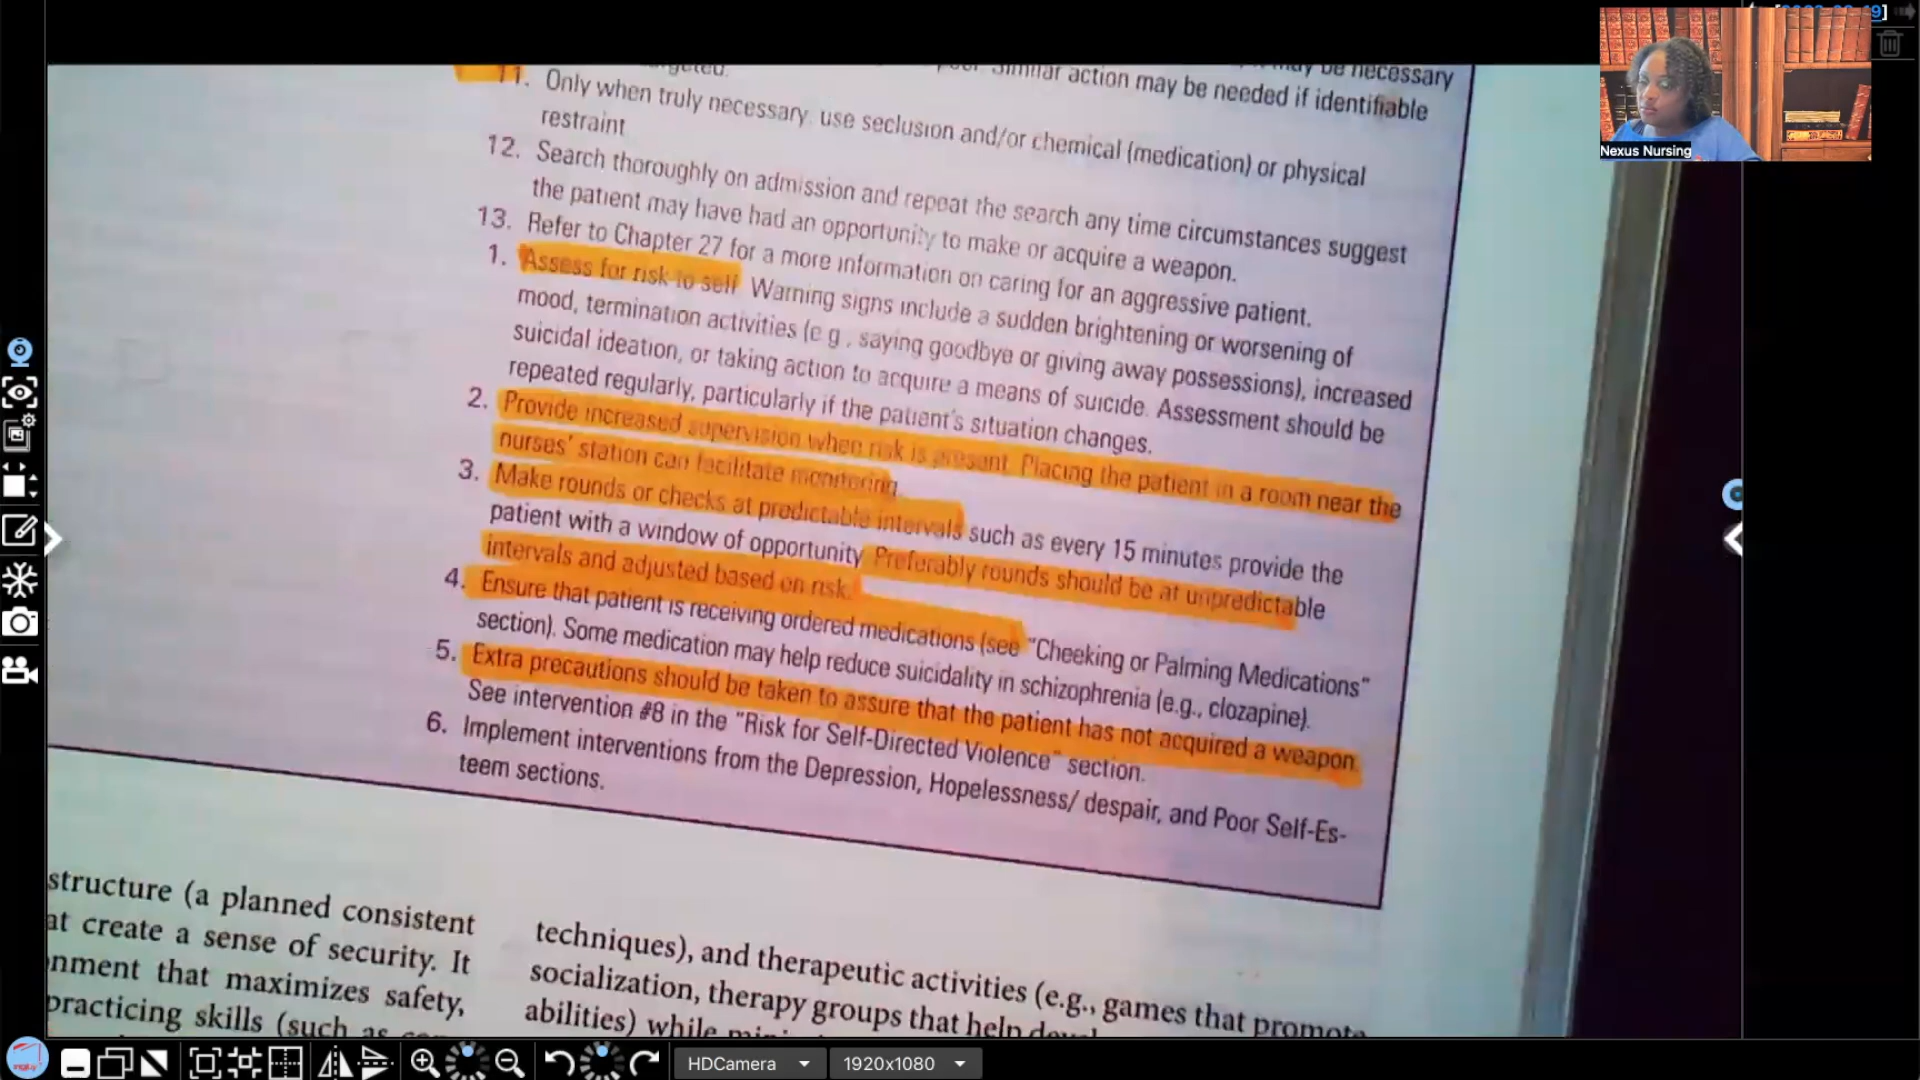 Nexus Nursing
may be necessary
Similar action may be needed if identifiable
11. Only when truly necessary, use seclusion and/or chemical (medication) or physical
restraint
12. Search thoroughly on admission and repeat the search any time circumstances suggest
the patient may have had an opportunity to make or acquire a weapon.
13. Refer to Chapter 27 for a more information on caring for an aggressive patient.
1. Assess for risk to self Warning signs include a sudden brightening or worsening of
mood, termination activities (e.g., saying goodbye or giving away possessions), increased
suicidal ideation, or taking action to acquire a means of suicide. Assessment should be
repeated regularly, particularly if the patient's situation changes.
2. Provide increased supervision when risk is present. Placing the patient in a room near the
nurses' station can facilitate monitoring.
3. Make rounds or checks at predictable intervals such as every 15 minutes provide the
patient with a window of opportunity. Preferably rounds should be at unpredictable
intervals and adjusted based on risk.
4. Ensure that patient is receiving ordered medications (see "Cheeking or Palming Medications"
section). Some medication may help reduce suicidality in schizophrenia (e.g., clozapine).
5. Extra precautions should be taken to assure that the patient has not acquired a weapon.
See intervention #8 in the "Risk for Self-Directed Violence" section.
6. Implement interventions from the Depression, Hopelessness/ despair, and Poor Self-Es-
teem sections.
structure (a planned consistent
at create a sense of security. It
nment that maximizes safety,
practicing skills (such as
techniques), and therapeutic activities (e.g., games that promote
socialization, therapy groups that help
abilities) while
HDCamera
1920x1080